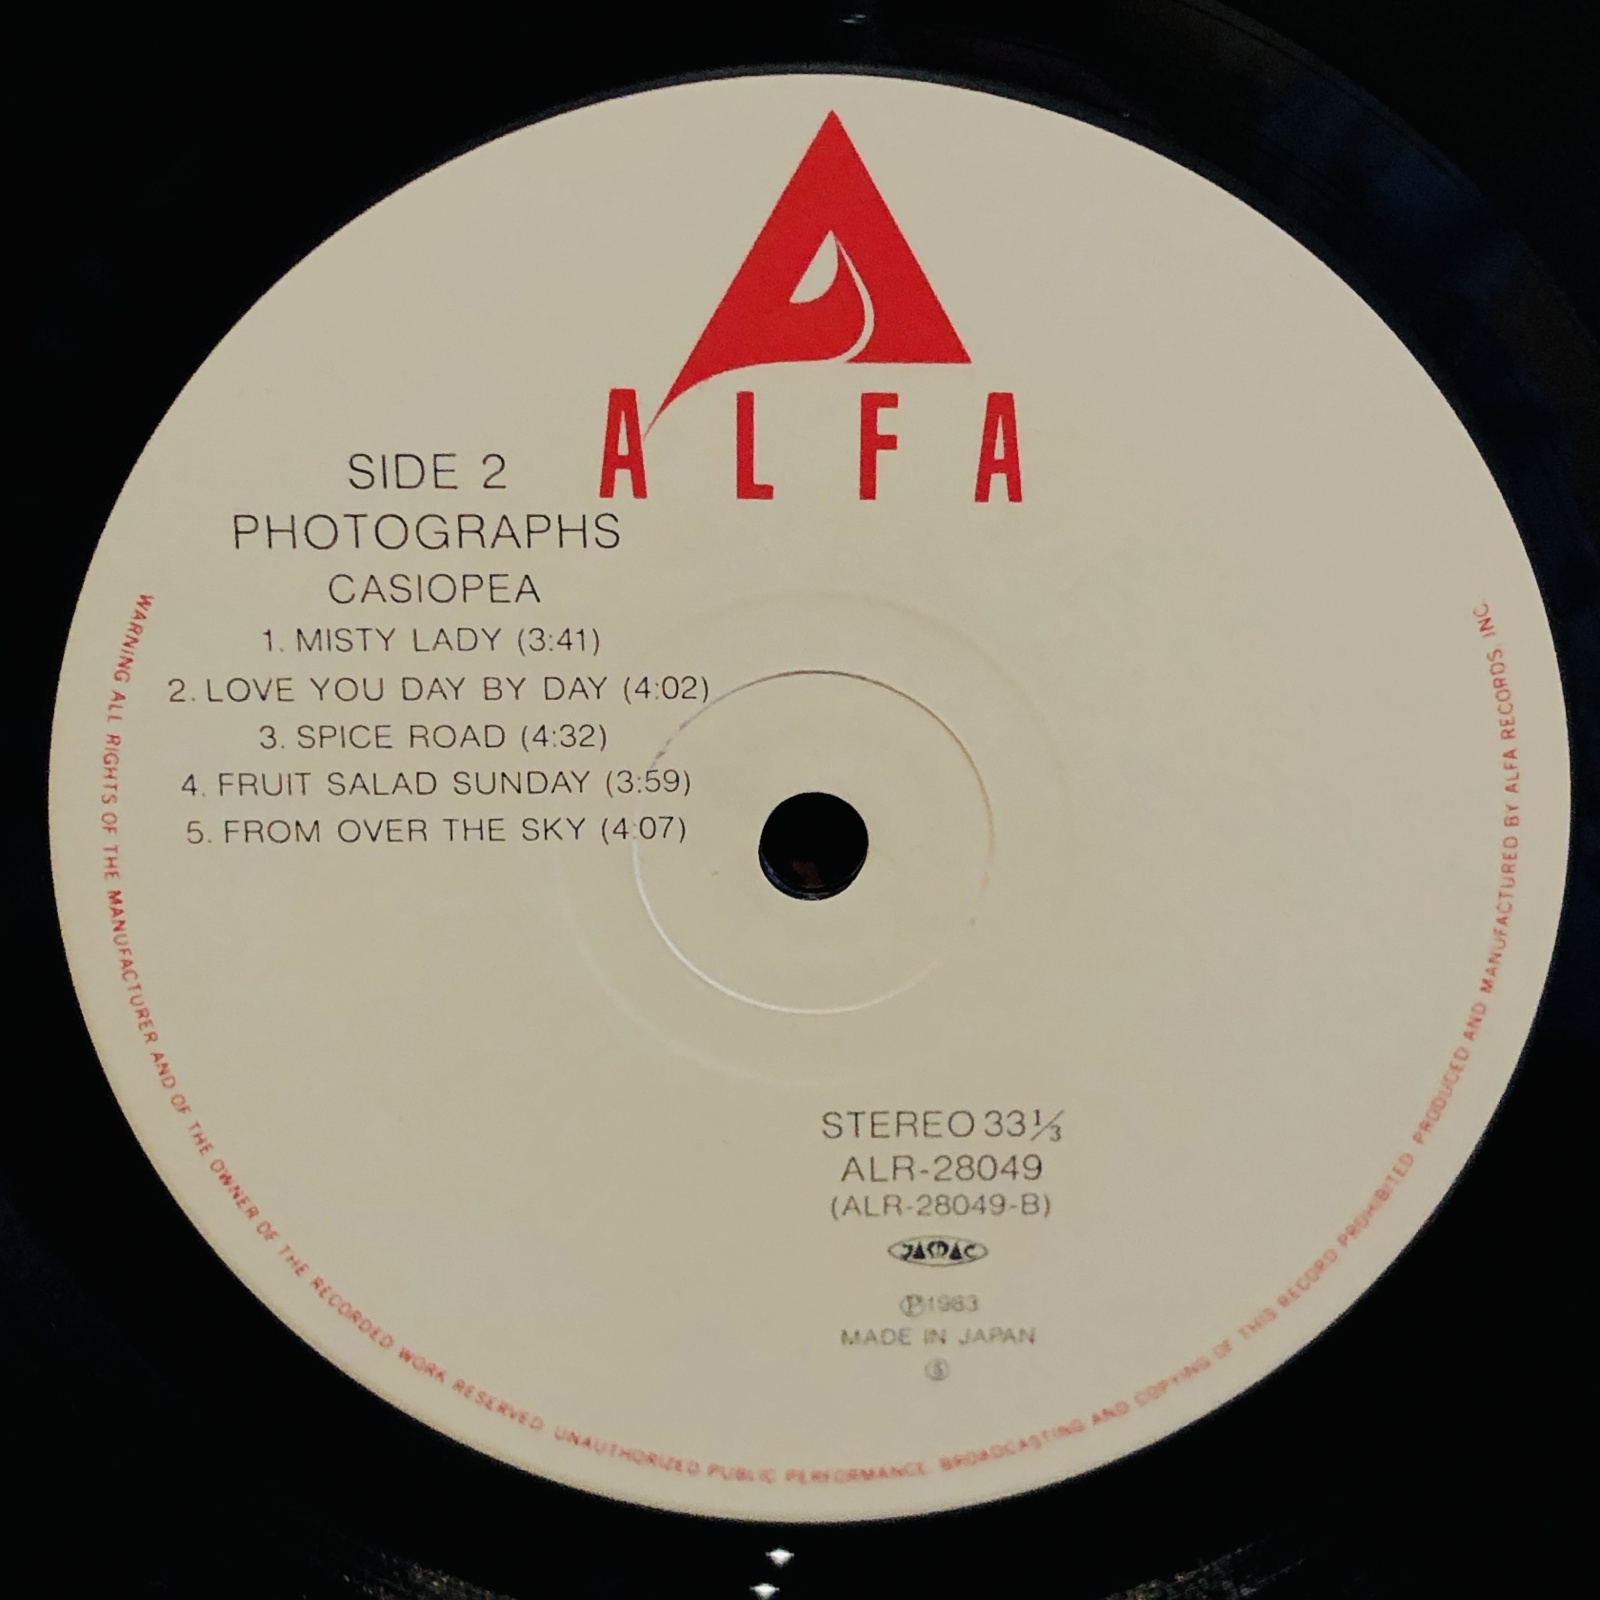 ALFA
SIDE 2
PHOTOGRAPHS
CASIOPEA
1. MISTY LADY (3:41)
2. LOVE YOU DAY BY DAY (4:02)
3. SPICE ROAD (4:32)
4. FRUIT SALAD SUNDAY (3:59)
5. FROM OVER THE SKY (4:07)
STEREO 33⅓
ALR-28049
(ALR-28049-B)
JAMAC
℗1983
MADE IN JAPAN
Ⓢ
WARNING ALL RIGHTS OF THE MANUFACTURER AND OF THE OWNER OF THE RECORDED WORK RESERVED. UNAUTHORIZED PUBLIC PERFORMANCE. BROADCASTING AND COPYING OF THIS RECORD PROHIBITED. PRODUCED AND MANUFACTURED BY ALFA RECORDS, INC.